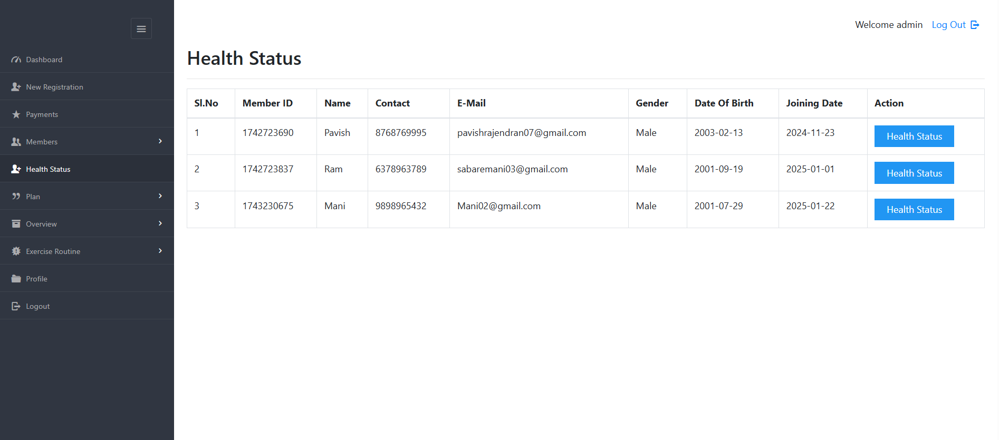 Welcome admin Log Out
Dashboard
New Registration
Payments
Members
Health Status
Plan
Overview
Exercise Routine
Profile
Logout
Health Status
Sl.No Member ID Name Contact E-Mail Gender Date Of Birth Joining Date Action
1 1742723690 Pavish 8768769995 pavishrajendran07@gmail.com Male 2003-02-13 2024-11-23 Health Status
2 1742723837 Ram 6378963789 sabaremani03@gmail.com Male 2001-09-19 2025-01-01 Health Status
3 1743230675 Mani 9898965432 Mani02@gmail.com Male 2001-07-29 2025-01-22 Health Status